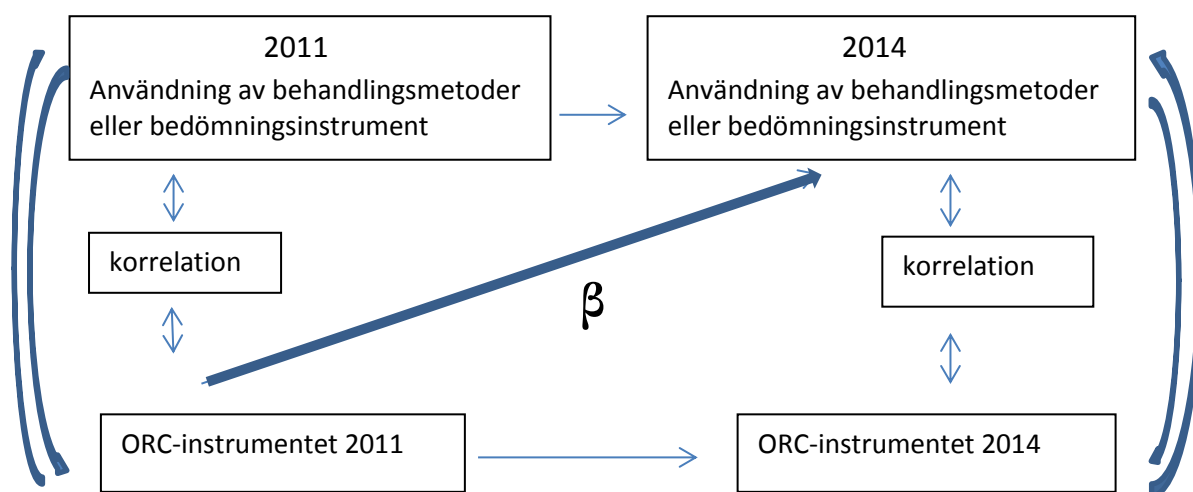 2011
Användning av behandlingsmetoder
eller bedömningsinstrument
2014
Användning av behandlingsmetoder
eller bedömningsinstrument
korrelation
korrelation
β
ORC-instrumentet 2011
ORC-instrumentet 2014